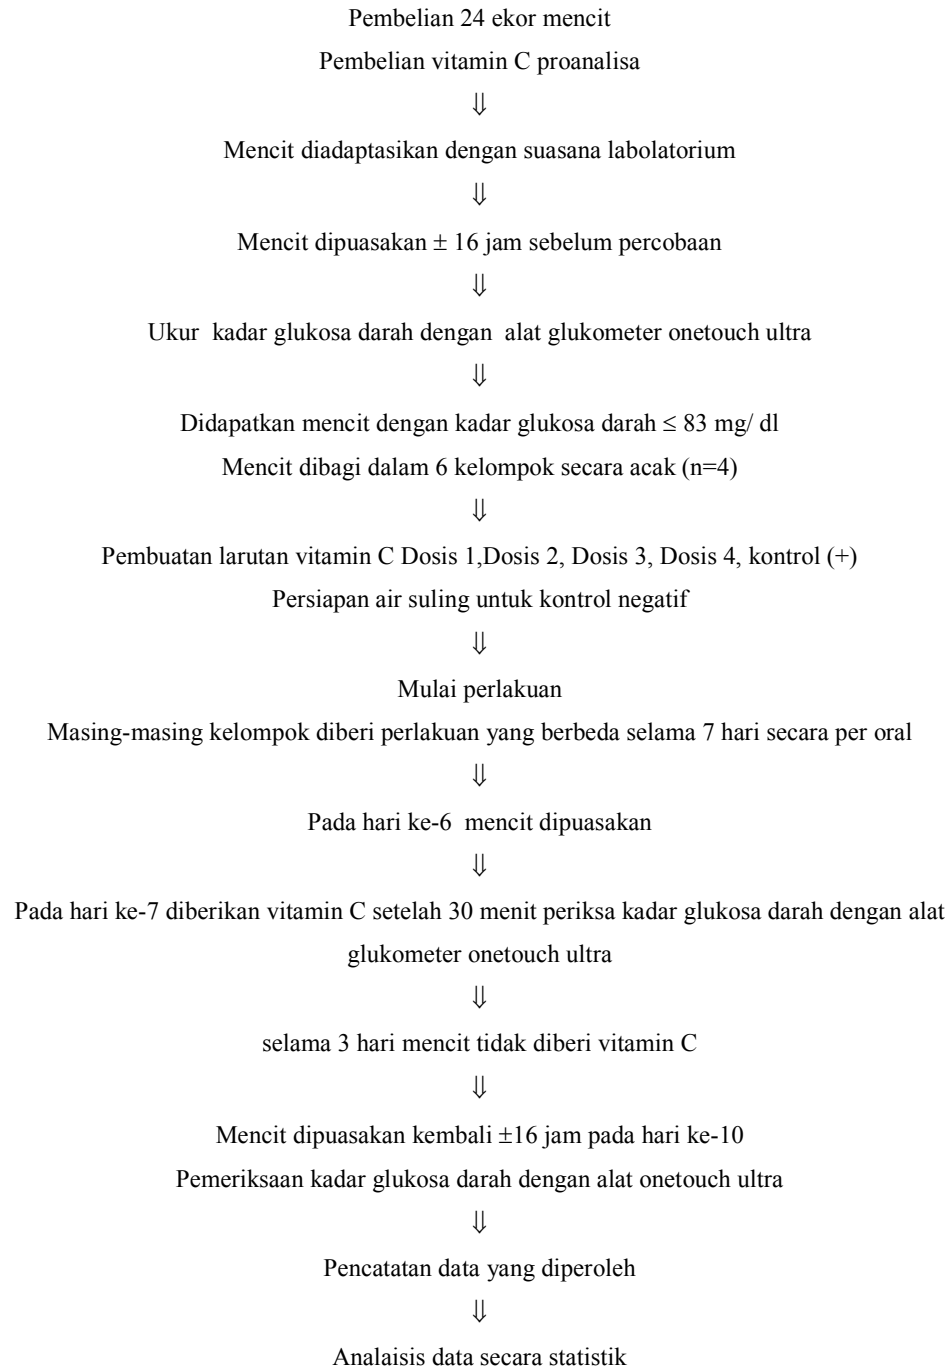 Pembelian 24 ekor mencit
Pembelian vitamin C proanalisa
⇓
Mencit diadaptasikan dengan suasana labolatorium
⇓
Mencit dipuasakan ± 16 jam sebelum percobaan
⇓
Ukur kadar glukosa darah dengan alat glukometer onetouch ultra
⇓
Didapatkan mencit dengan kadar glukosa darah ≤ 83 mg/ dl
Mencit dibagi dalam 6 kelompok secara acak (n=4)
⇓
Pembuatan larutan vitamin C Dosis 1,Dosis 2, Dosis 3, Dosis 4, kontrol (+)
Persiapan air suling untuk kontrol negatif
⇓
Mulai perlakuan
Masing-masing kelompok diberi perlakuan yang berbeda selama 7 hari secara per oral
⇓
Pada hari ke-6 mencit dipuasakan
⇓
Pada hari ke-7 diberikan vitamin C setelah 30 menit periksa kadar glukosa darah dengan alat
glukometer onetouch ultra
⇓
selama 3 hari mencit tidak diberi vitamin C
⇓
Mencit dipuasakan kembali ±16 jam pada hari ke-10
Pemeriksaan kadar glukosa darah dengan alat onetouch ultra
⇓
Pencatatan data yang diperoleh
⇓
Analaisis data secara statistik